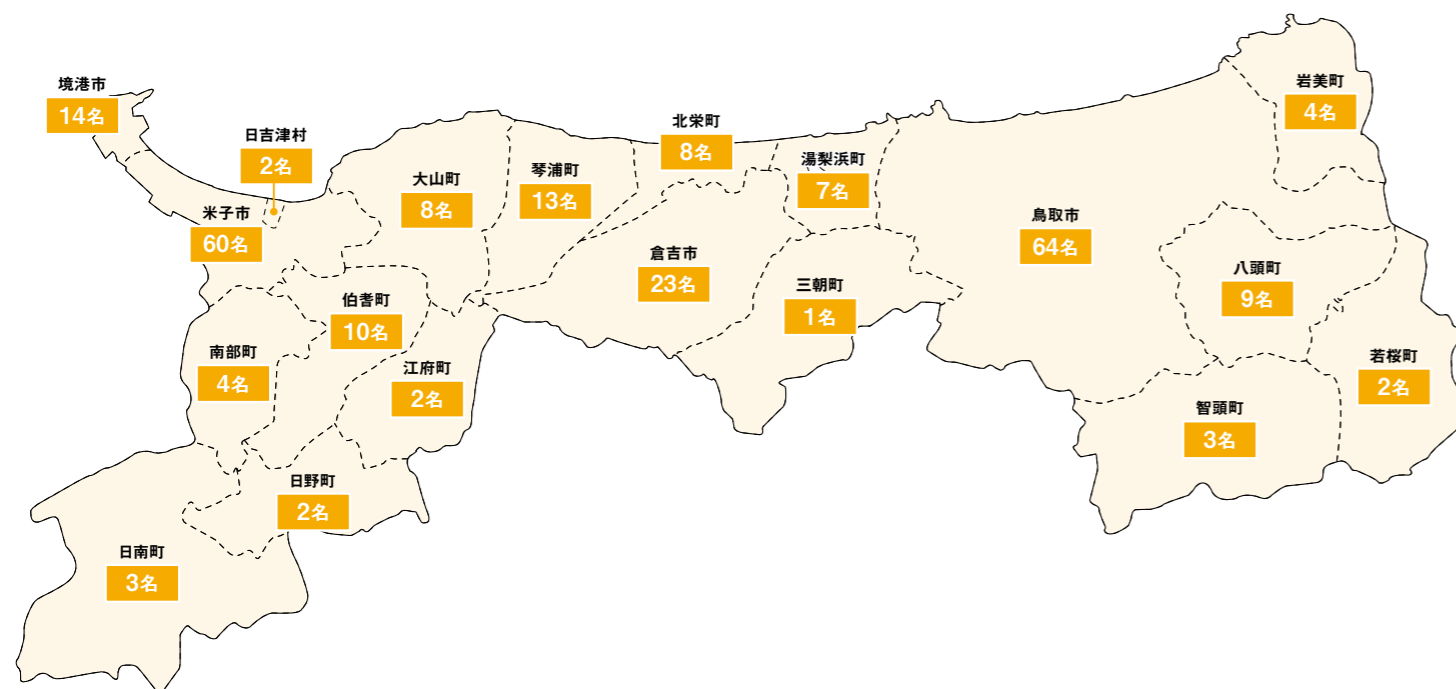 境港市
14名
日吉津村
2名
米子市
60名
大山町
8名
琴浦町
13名
北栄町
8名
湯梨浜町
7名
岩美町
4名
鳥取市
64名
倉吉市
23名
三朝町
1名
八頭町
9名
伯耆町
10名
南部町
4名
江府町
2名
若桜町
2名
智頭町
3名
日野町
2名
日南町
3名